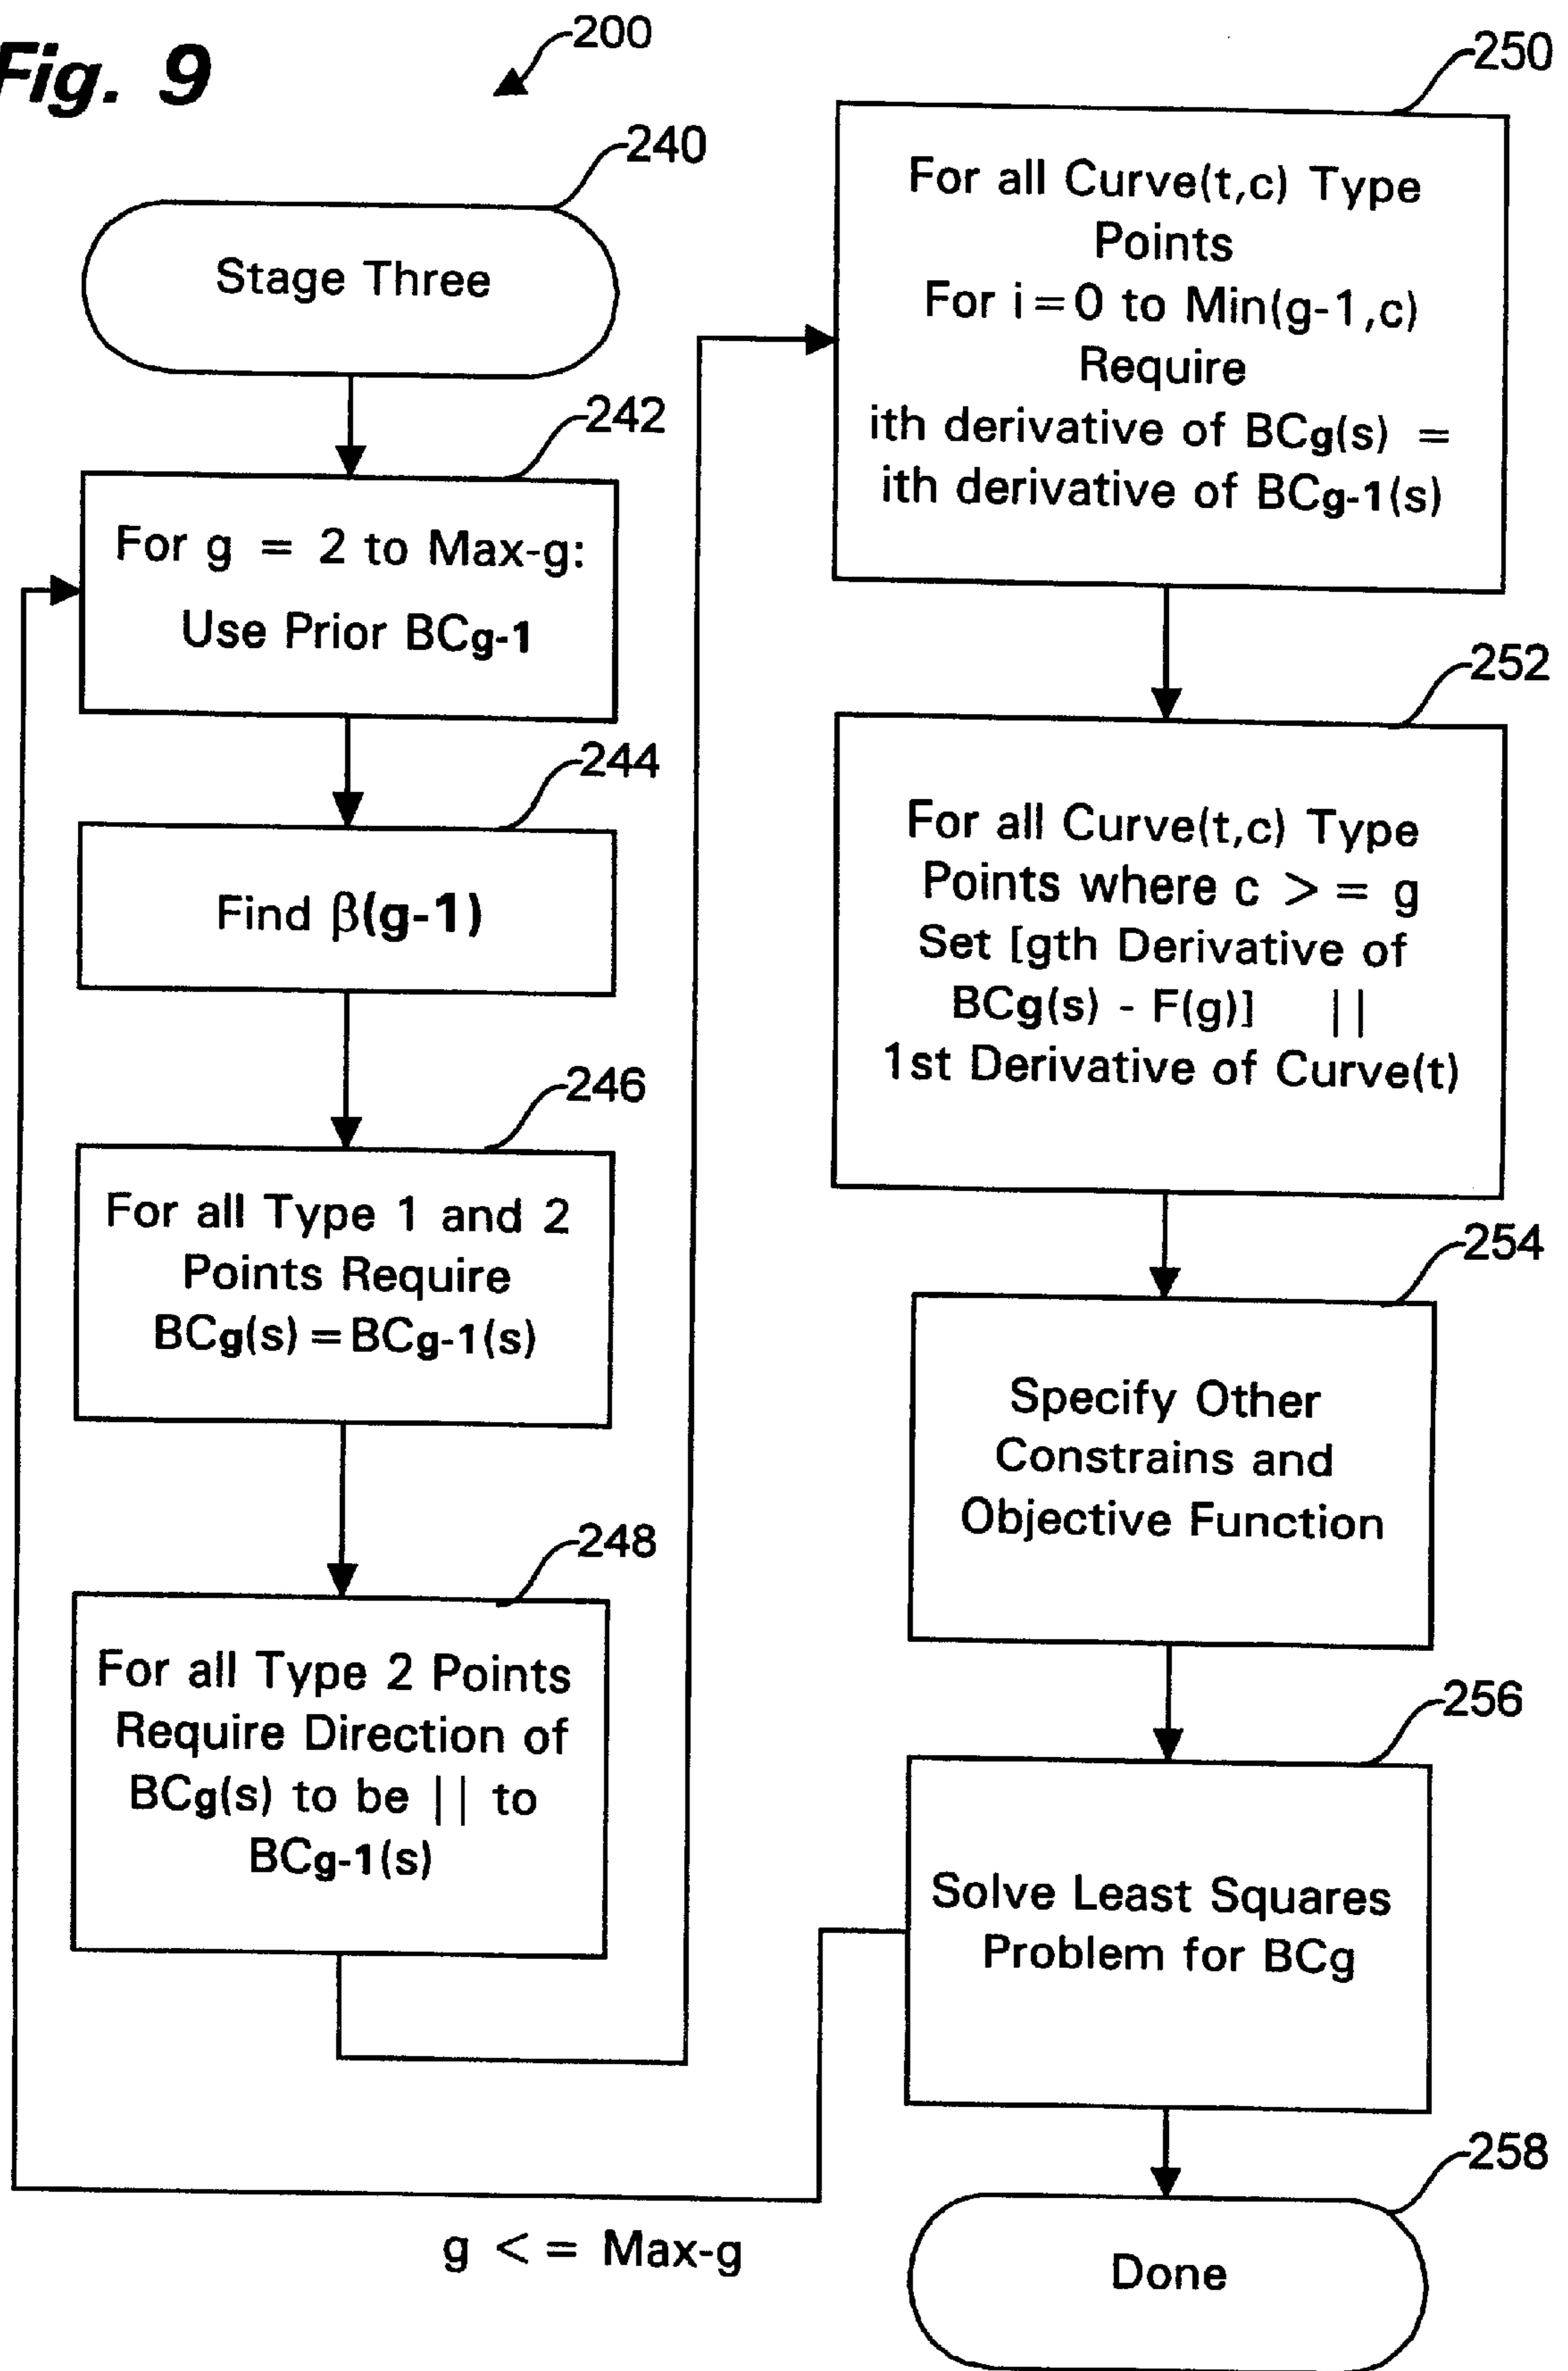 Fig. 9
200
240
Stage Three
242
For g = 2 to Max-g:
Use Prior BCg-1
244
Find β(g-1)
246
For all Type 1 and 2
Points Require
BCg(s) = BCg-1(s)
248
For all Type 2 Points
Require Direction of
BCg(s) to be || to
BCg-1(s)
250
For all Curve(t,c) Type
Points
For i = 0 to Min(g-1,c)
Require
ith derivative of BCg(s) =
ith derivative of BCg-1(s)
252
For all Curve(t,c) Type
Points where c > = g
Set [gth Derivative of
BCg(s) - F(g)] ||
1st Derivative of Curve(t)
254
Specify Other
Constrains and
Objective Function
256
Solve Least Squares
Problem for BCg
g < = Max-g
258
Done